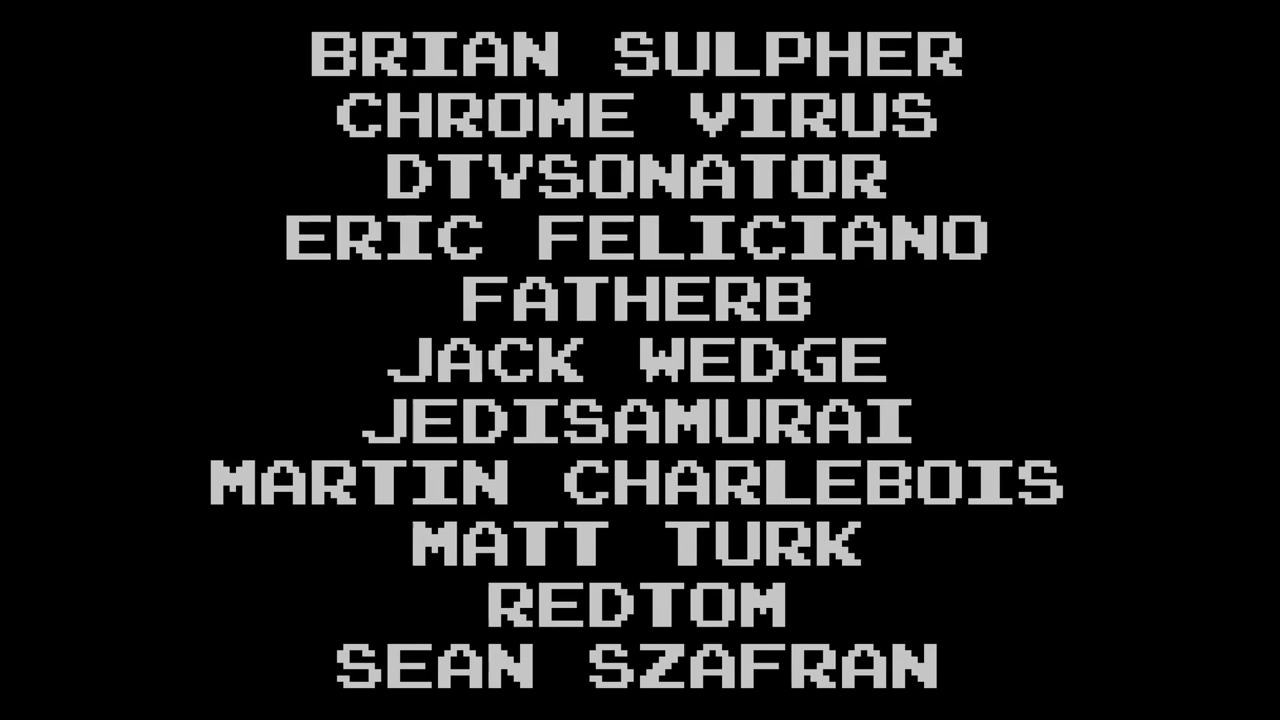 BRIAN SULPHER
CHROME VIRUS
DTVSONATOR
ERIC FELICIANO
FATHERB
JACK WEDGE
JEDISAMURAI
MARTIN CHARLEBOIS
MATT TURK
REDTOM
SEAN SZAFRAN